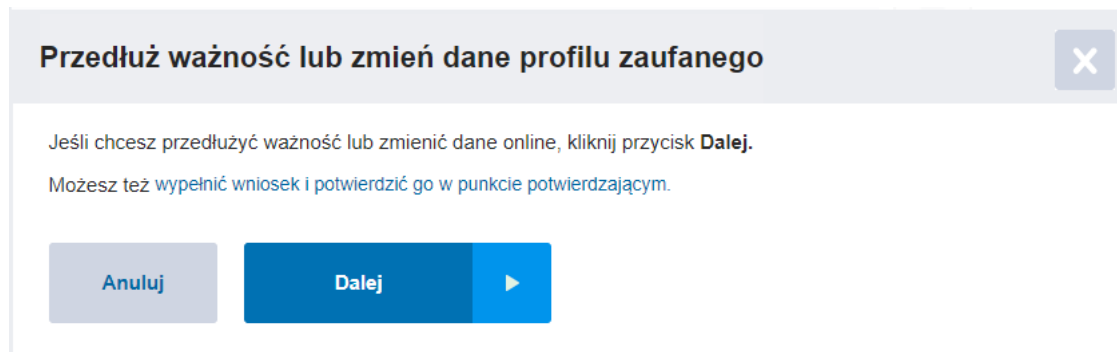 Przedłuż ważność lub zmień dane profilu zaufanego
Jeśli chcesz przedłużyć ważność lub zmienić dane online, kliknij przycisk Dalej.
Możesz też wypełnić wniosek i potwierdzić go w punkcie potwierdzającym.
Anuluj
Dalej